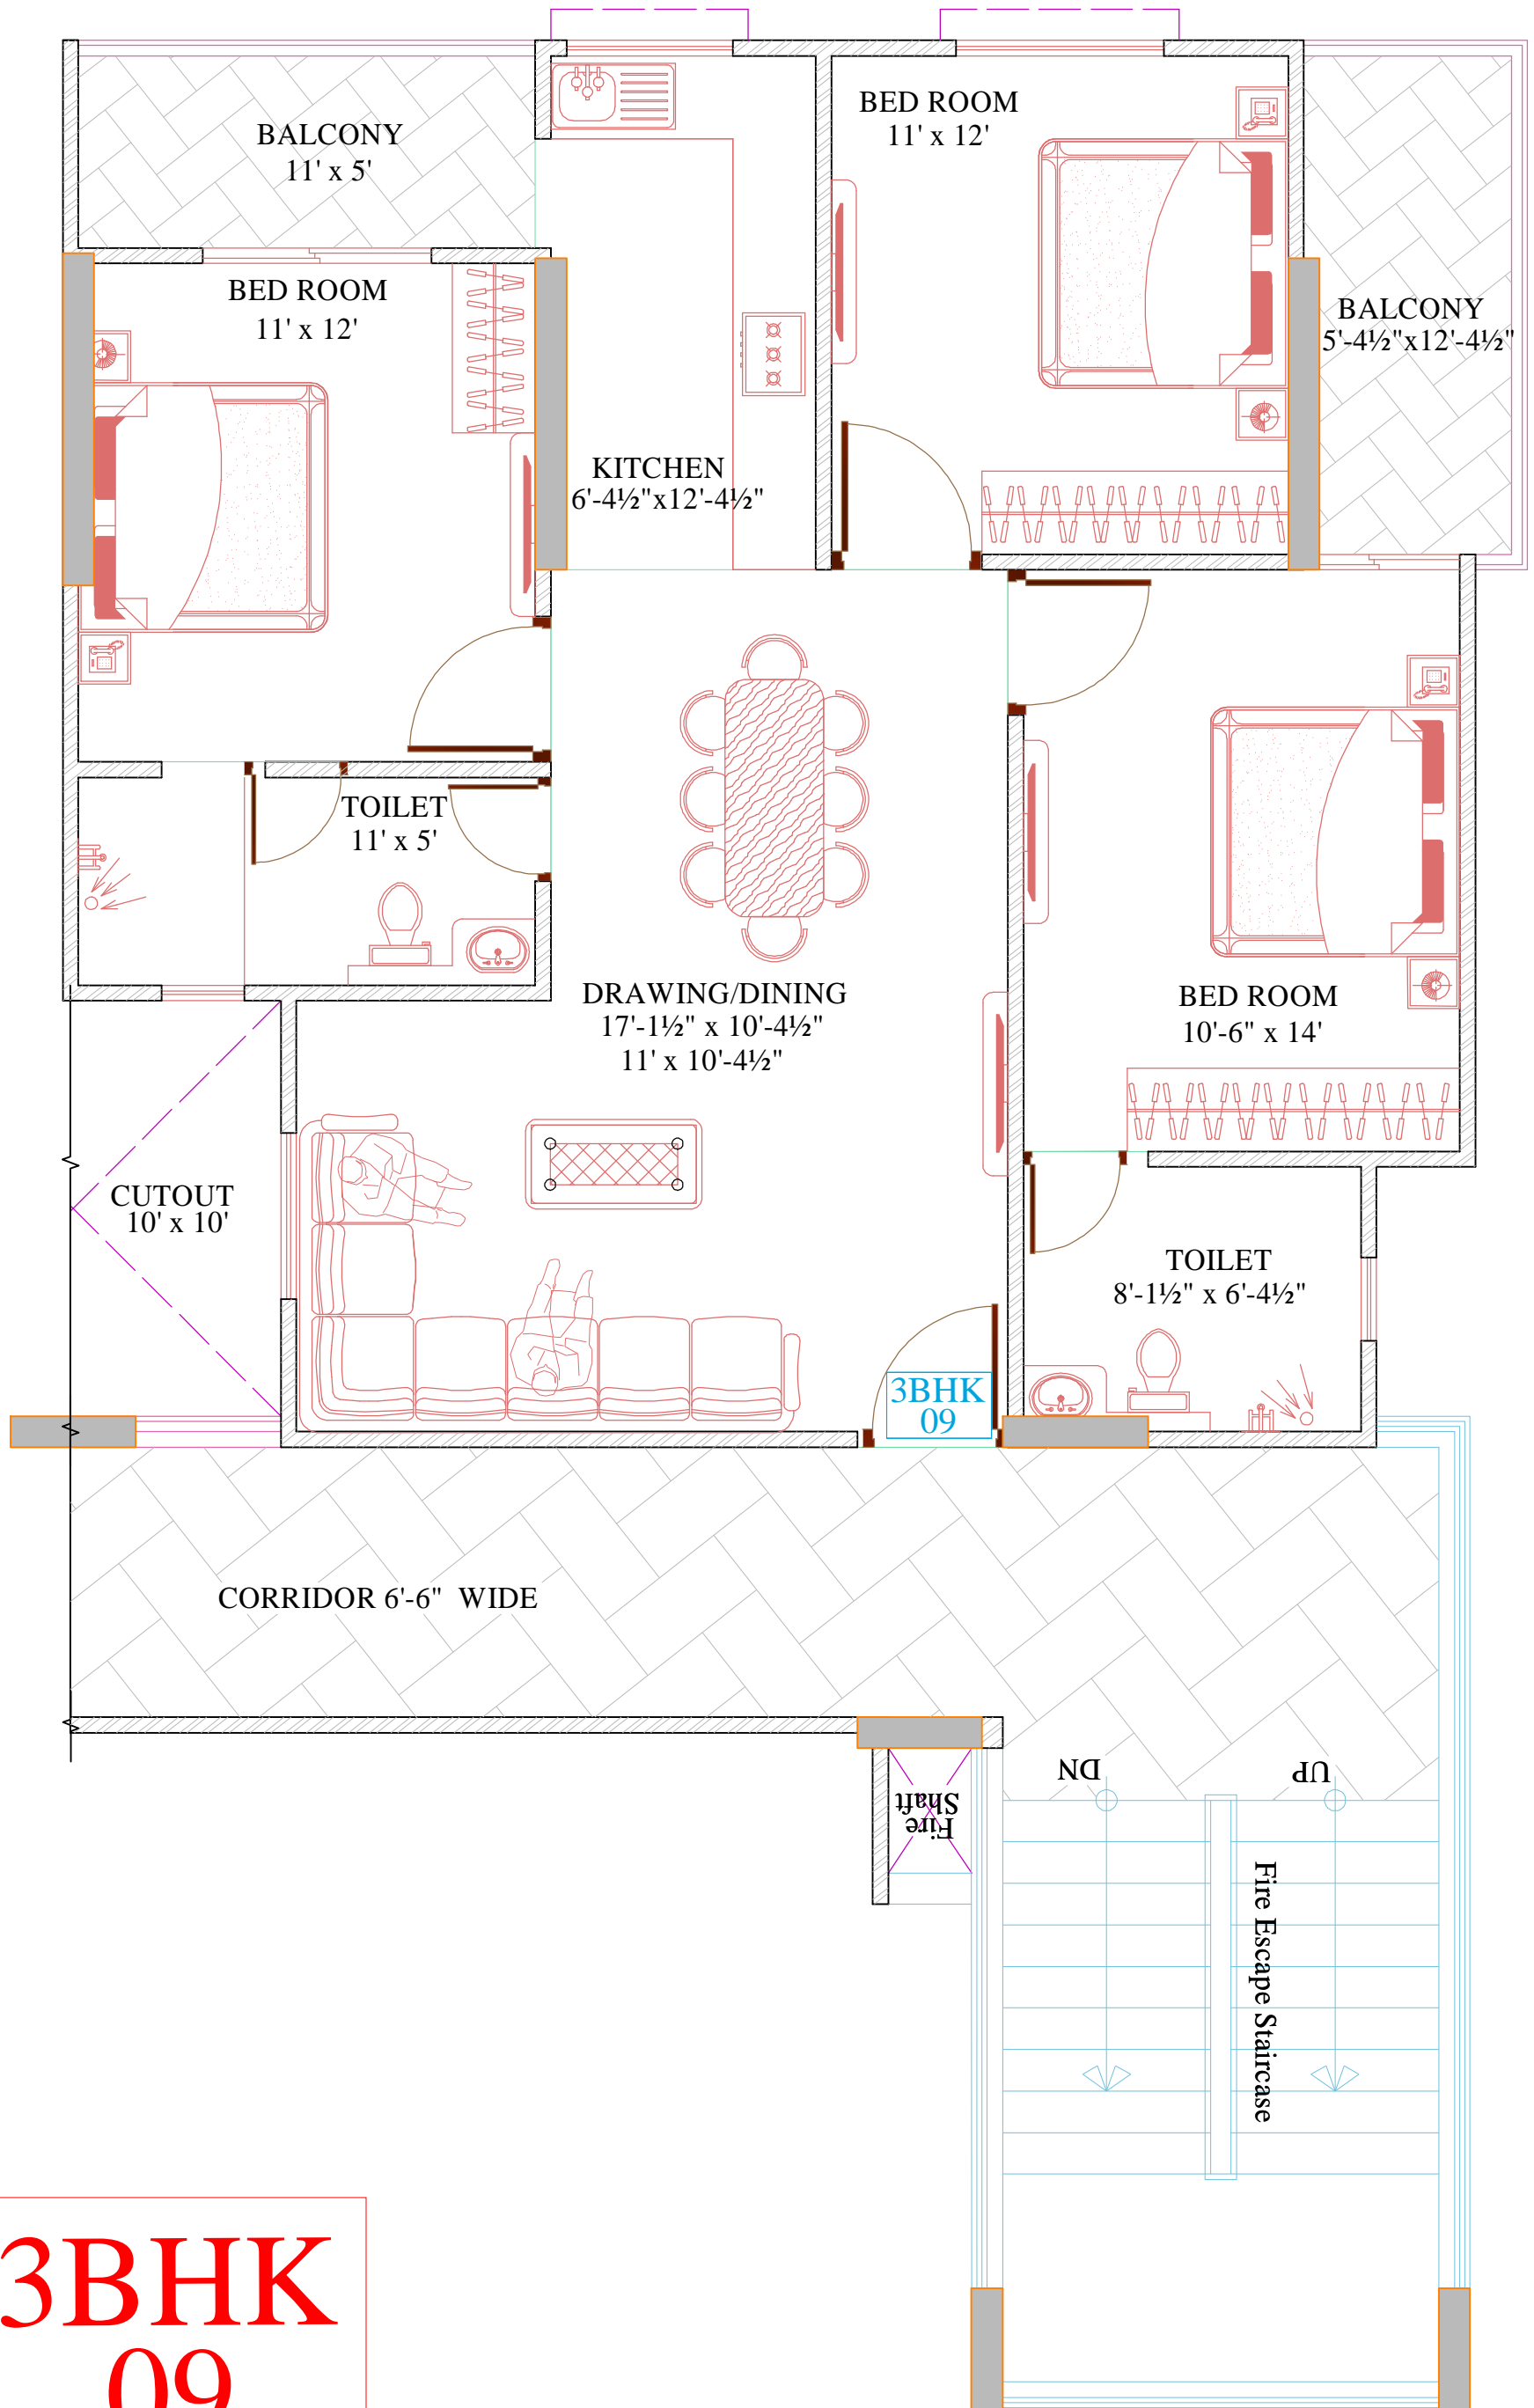 BALCONY
11' x 5'
BED ROOM
11' x 12'
BED ROOM
11' x 12'
BALCONY
5'-4½"x12'-4½"
KITCHEN
6'-4½"x12'-4½"
TOILET
11' x 5'
DRAWING/DINING
17'-1½" x 10'-4½"
11' x 10'-4½"
BED ROOM
10'-6" x 14'
CUTOUT
10' x 10'
TOILET
8'-1½" x 6'-4½"
3BHK
09
CORRIDOR 6'-6" WIDE
DN
UP
Fire
Shaft
Fire Escape Staircase
3BHK
09